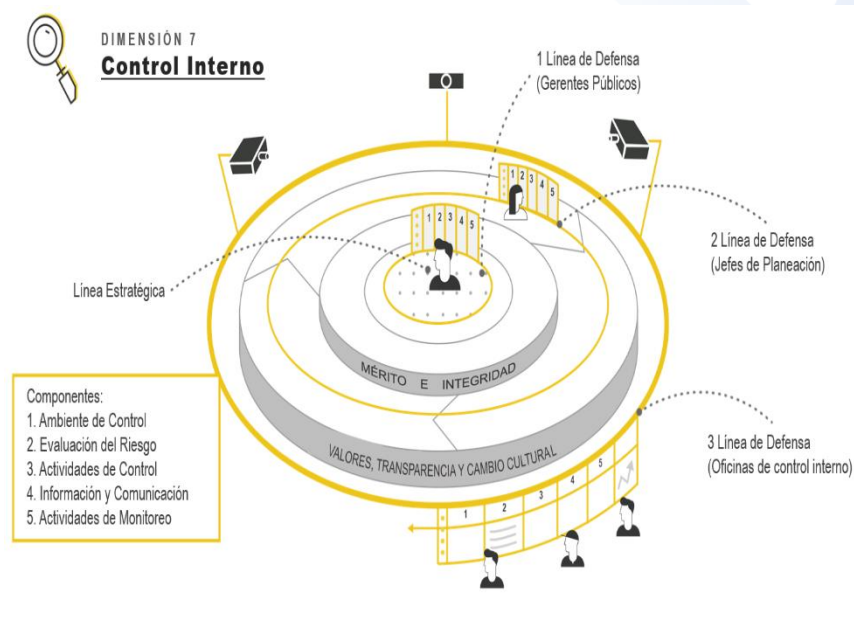 DIMENSIÓN 7
Control Interno
1 Línea de Defensa
(Gerentes Públicos)
1 2 3 4 5
1 2 3 4 5
2 Línea de Defensa
(Jefes de Planeación)
Línea Estratégica
MÉRITO E INTEGRIDAD
VALORES, TRANSPARENCIA Y CAMBIO CULTURAL
Componentes:
1. Ambiente de Control
2. Evaluación del Riesgo
3. Actividades de Control
4. Información y Comunicación
5. Actividades de Monitoreo
3 Línea de Defensa
(Oficinas de control interno)
1 2 3 4 5